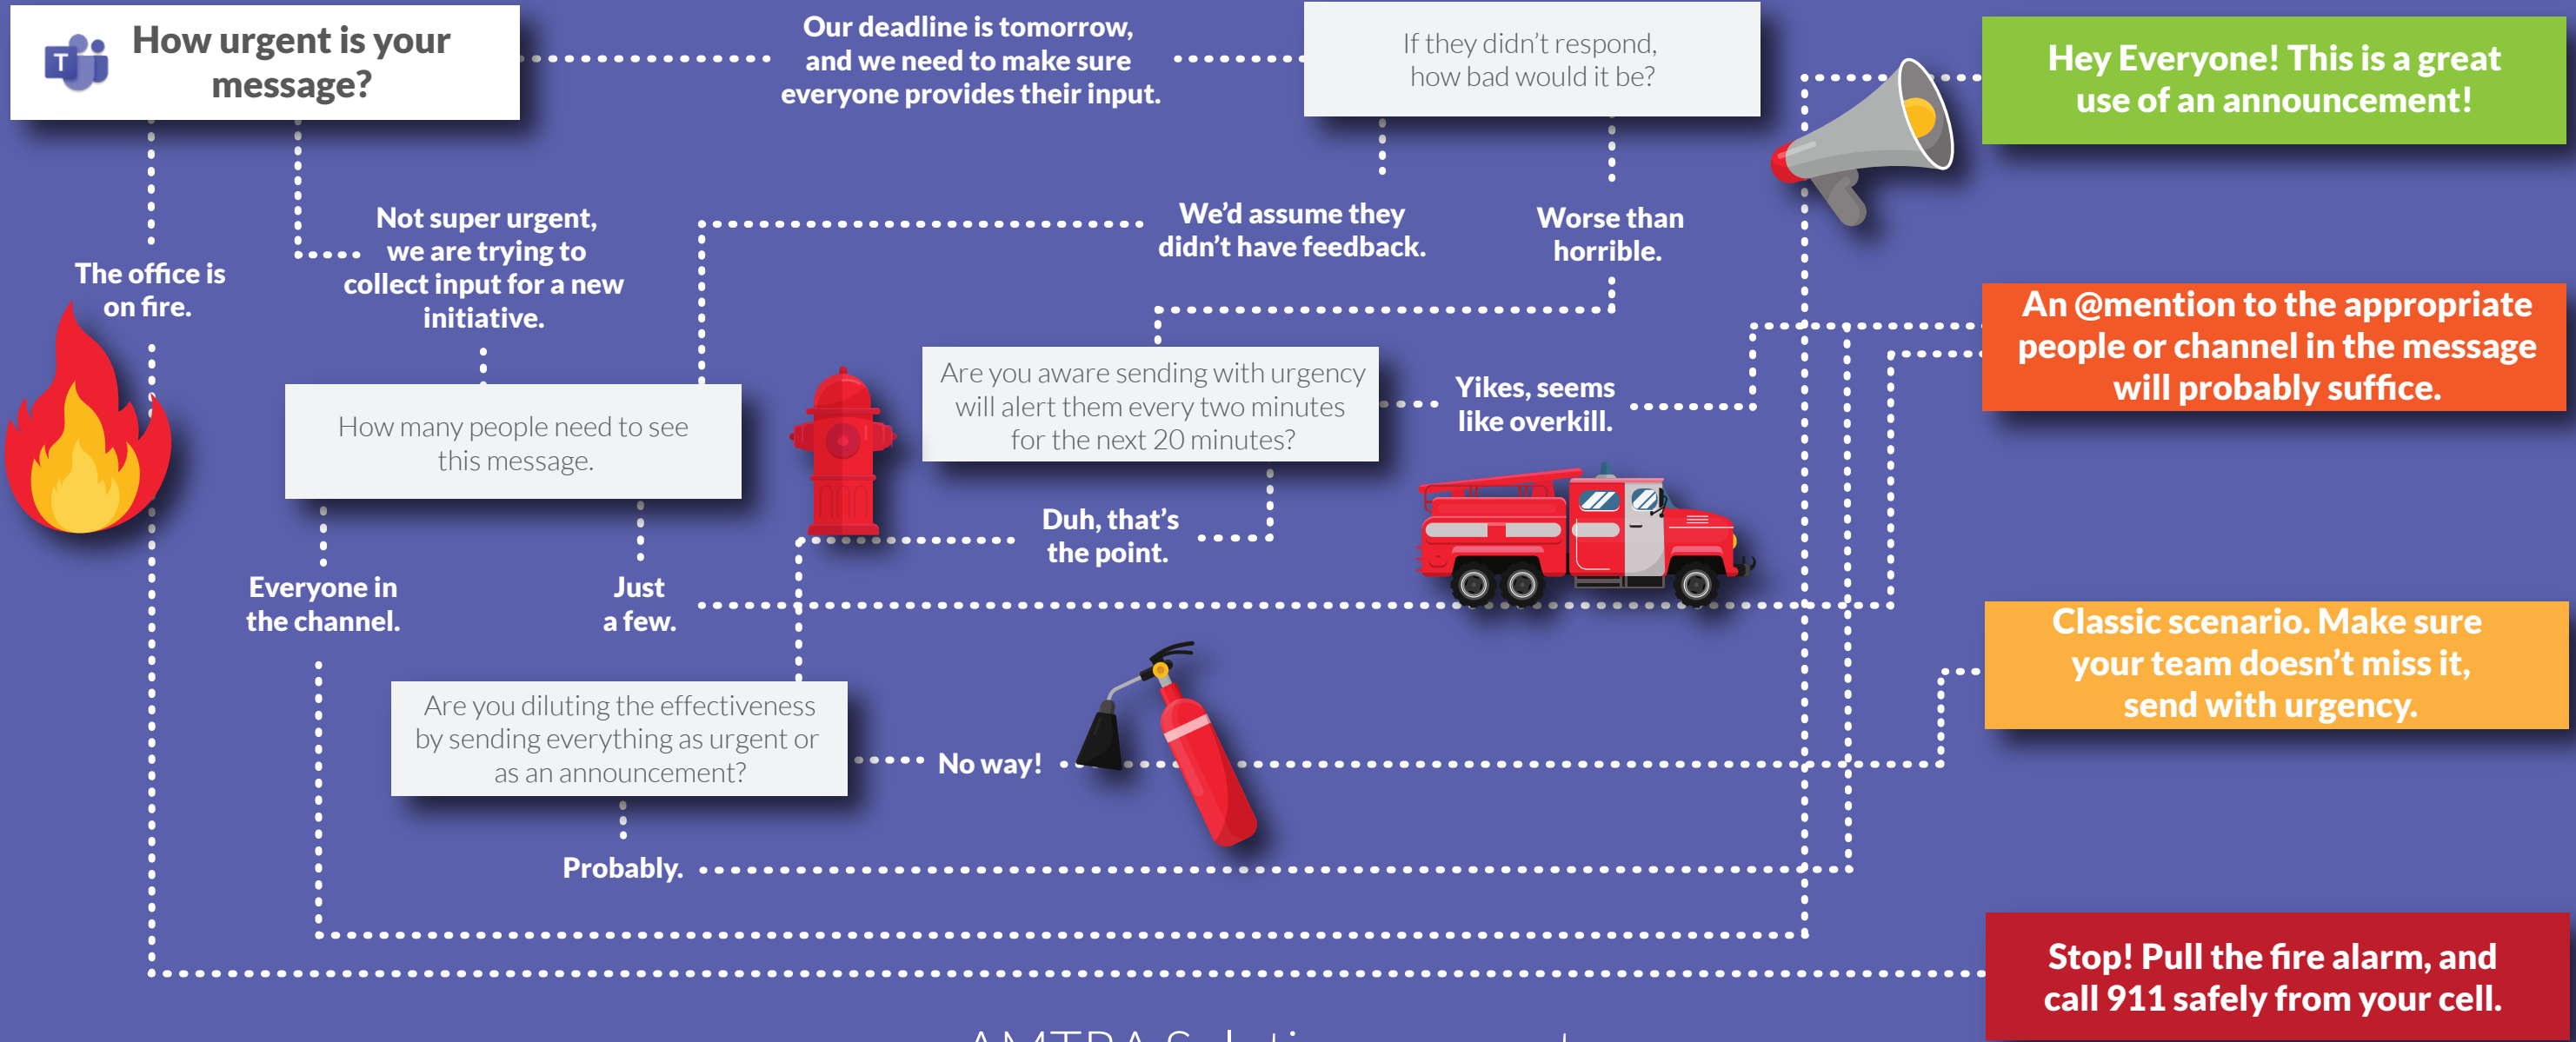 T
How urgent is your
message?
Our deadline is tomorrow,
and we need to make sure
everyone provides their input.
If they didn't respond,
how bad would it be?
Hey Everyone! This is a great
use of an announcement!
The office is
on fire.
Not super urgent,
we are trying to
collect input for a new
initiative.
We'd assume they
didn't have feedback.
Worse than
horrible.
An @mention to the appropriate
people or channel in the message
will probably suffice.
How many people need to see
this message.
Are you aware sending with urgency
will alert them every two minutes
for the next 20 minutes?
Yikes, seems
like overkill.
Duh, that's
the point.
Everyone in
the channel.
Just
a few.
Classic scenario. Make sure
your team doesn't miss it,
send with urgency.
Are you diluting the effectiveness
by sending everything as urgent or
as an announcement?
No way!
Probably.
Stop! Pull the fire alarm, and
call 911 safely from your cell.